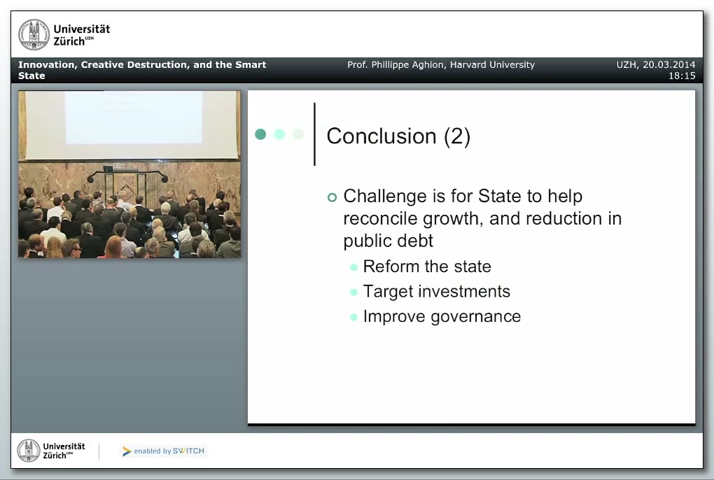 Universität
Zürich UZH
Innovation, Creative Destruction, and the Smart
State
Prof. Phillippe Aghion, Harvard University
UZH, 20.03.2014
18:15
Conclusion (2)
Challenge is for State to help
reconcile growth, and reduction in
public debt
Reform the state
Target investments
Improve governance
Universität
Zürich UZH
enabled by SWITCH